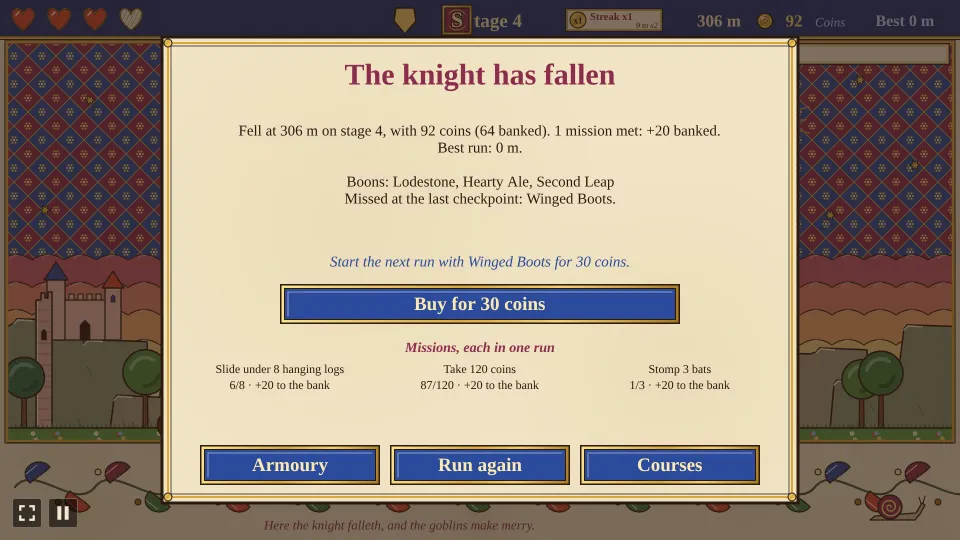 Stage 4
x1 Streak x1
9 to x2
306 m
92 Coins
Best 0 m
The knight has fallen
Fell at 306 m on stage 4, with 92 coins (64 banked). 1 mission met: +20 banked.
Best run: 0 m.
Boons: Lodestone, Hearty Ale, Second Leap
Missed at the last checkpoint: Winged Boots.
Start the next run with Winged Boots for 30 coins.
Buy for 30 coins
Missions, each in one run
Slide under 8 hanging logs
6/8 · +20 to the bank
Take 120 coins
87/120 · +20 to the bank
Stomp 3 bats
1/3 · +20 to the bank
Armoury
Run again
Courses
Here the knight falleth, and the goblins make merry.